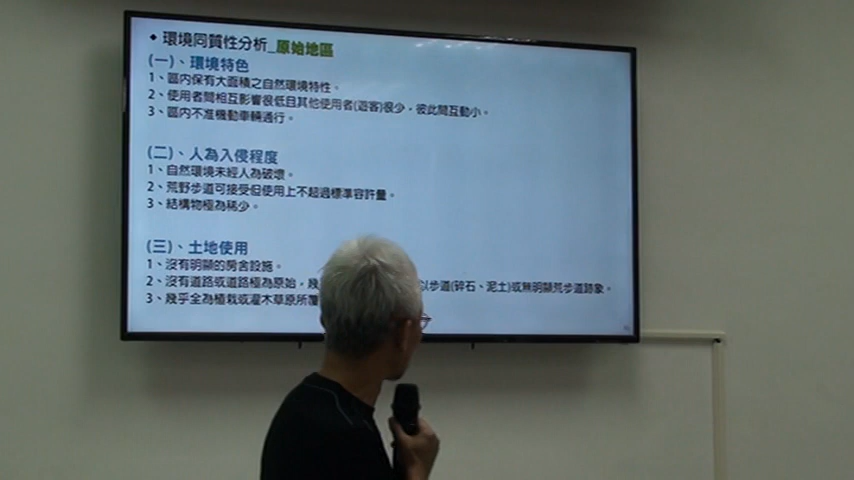 ◆ 環境同質性分析_原始地區
(一)、環境特色
1、區內保有大面積之自然環境特性。
2、使用者間相互影響很低且其他使用者(遊客)很少，彼此間互動小。
3、區內不准機動車輛通行。
(二)、人為入侵程度
1、自然環境未經人為破壞。
2、荒野步道可接受但使用上不超過標準容許量。
3、結構物極為稀少。
(三)、土地使用
1、沒有明顯的房舍設施。
2、沒有道路或道路極為原始，幾 以步道(碎石、泥土)或無明顯荒步道跡象。
3、幾乎全為植栽或灌木草原所覆